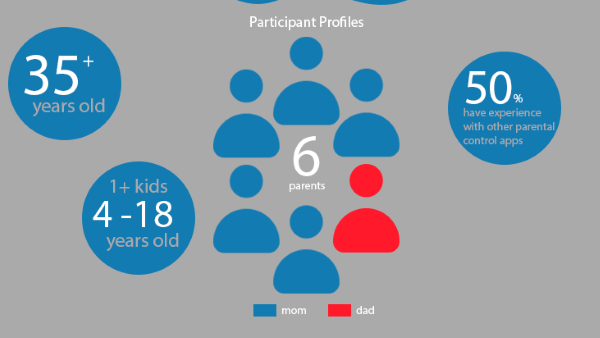 Participant Profiles
35+
years old
50%
have experience
with other parental
control apps
6
parents
1+ kids
4 -18
years old
mom
dad